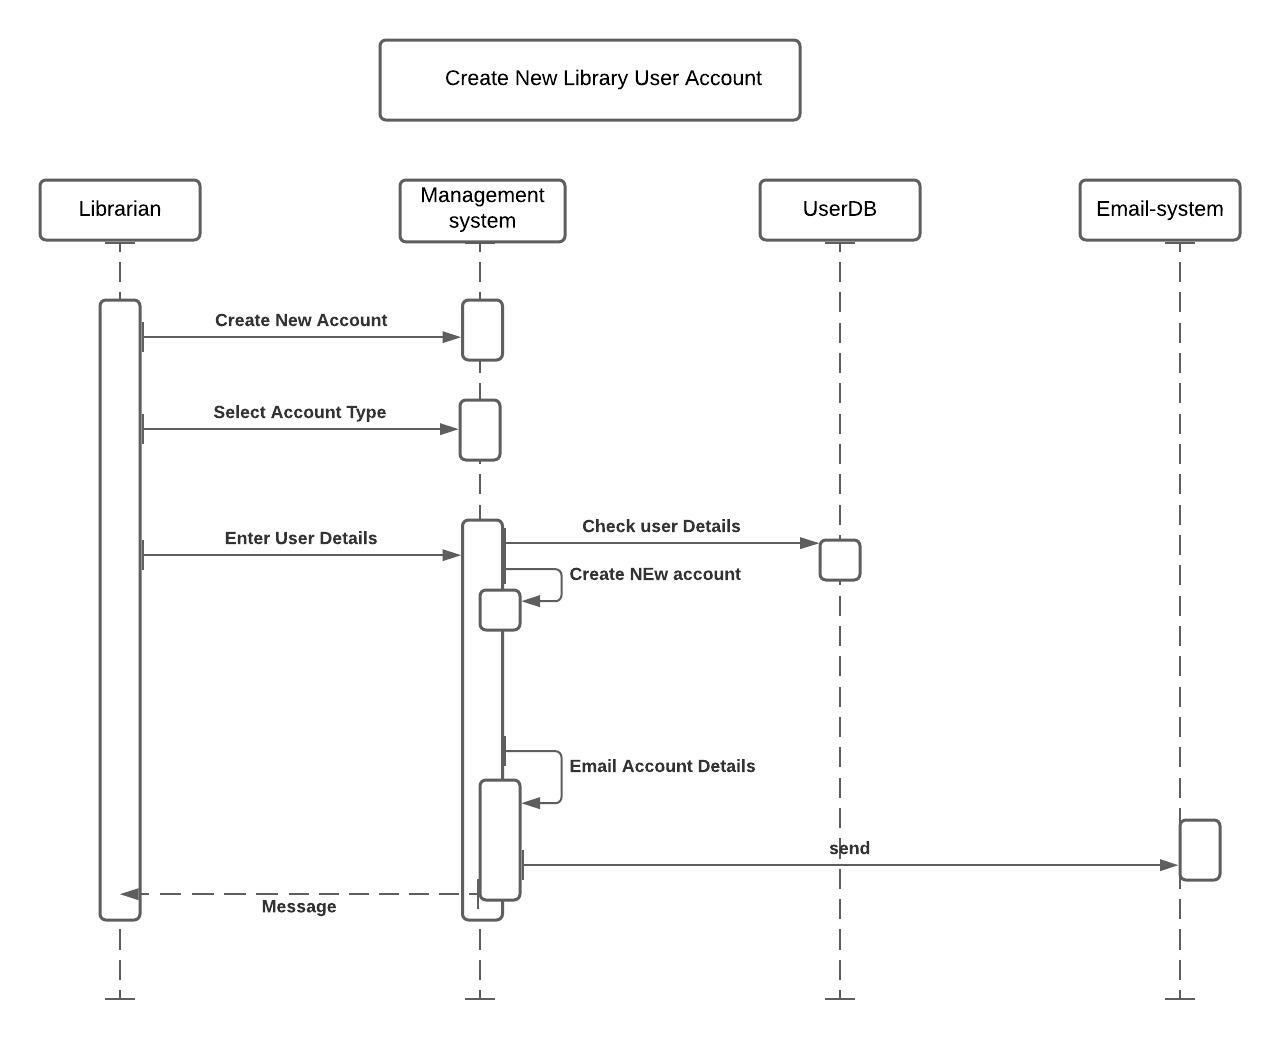 Create New Library User Account
Librarian
Management
system
UserDB
Email-system
Create New Account
Select Account Type
Enter User Details
Check user Details
Create NEw account
Email Account Details
send
Message